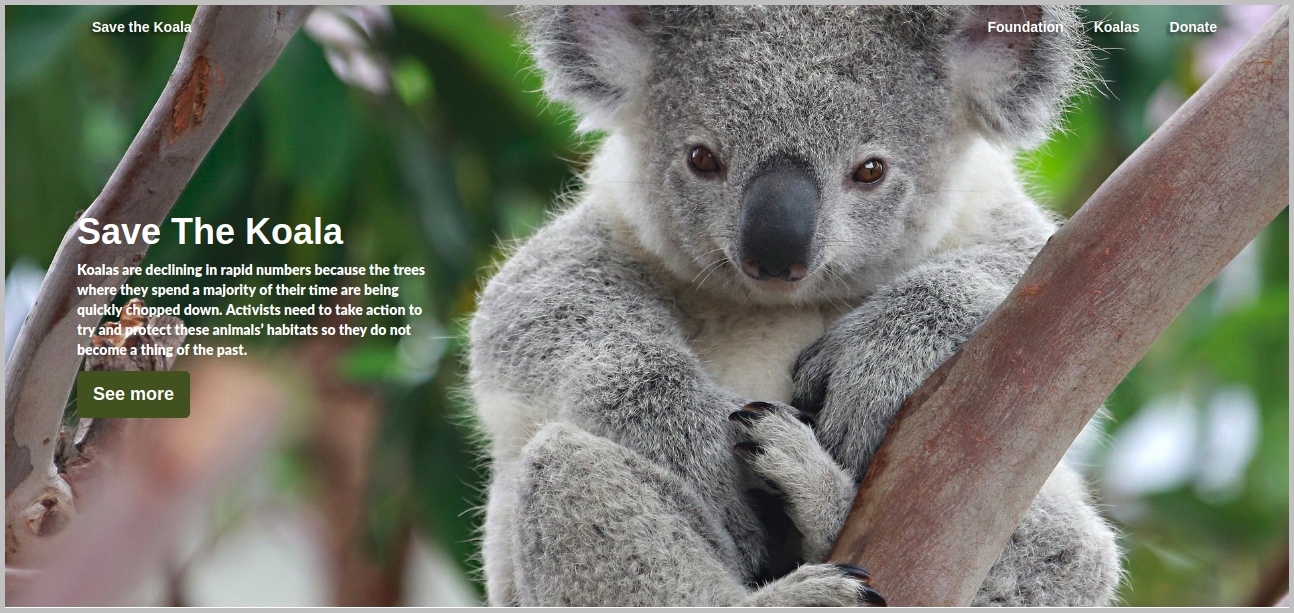 Save the Koala
Foundation
Koalas
Donate
Save The Koala
Koalas are declining in rapid numbers because the trees
where they spend a majority of their time are being
quickly chopped down. Activists need to take action to
try and protect these animals’ habitats so they do not
become a thing of the past.
See more